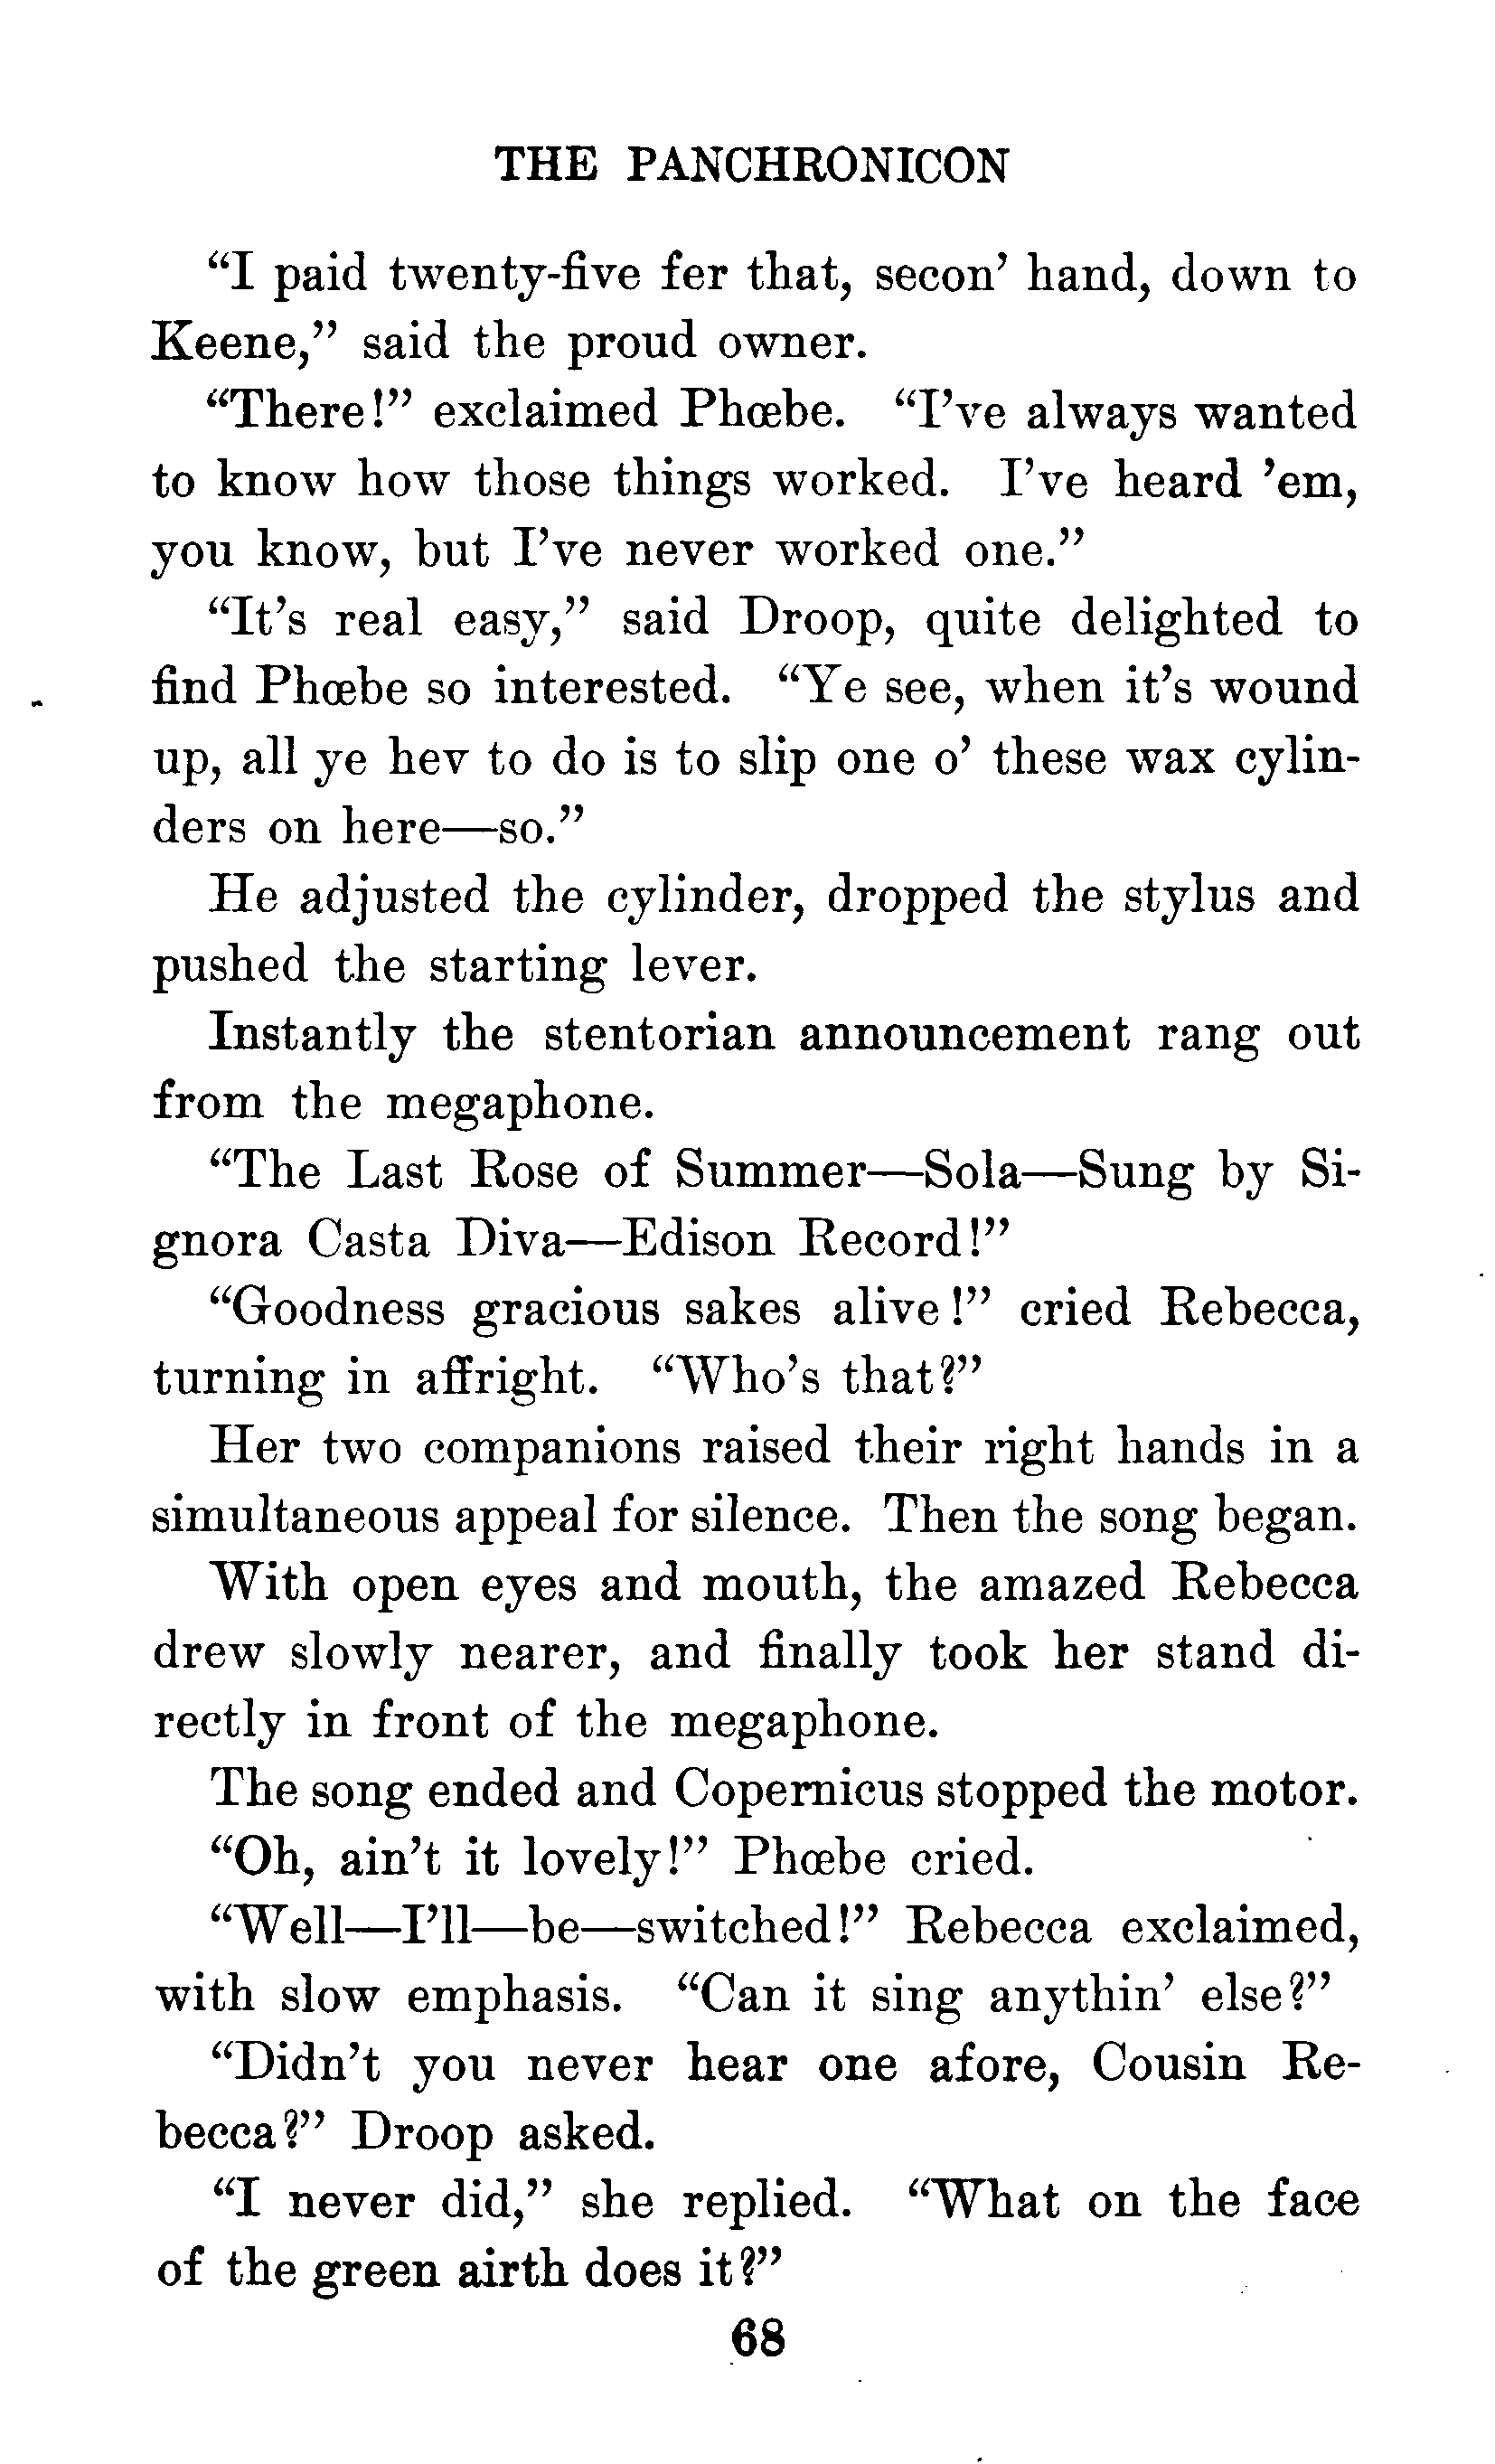 THE PANCHRONICON
“I paid twenty-five fer that, secon’ hand, down to
Keene,” said the proud owner.
“There!” exclaimed Phœbe. “I’ve always wanted
to know how those things worked. I’ve heard ’em,
you know, but I’ve never worked one.”
“It’s real easy,” said Droop, quite delighted to
find Phœbe so interested. “Ye see, when it’s wound
up, all ye hev to do is to slip one o’ these wax cylin-
ders on here—so.”
He adjusted the cylinder, dropped the stylus and
pushed the starting lever.
Instantly the stentorian announcement rang out
from the megaphone.
“The Last Rose of Summer—Sola—Sung by Si-
gnora Casta Diva—Edison Record!”
“Goodness gracious sakes alive!” cried Rebecca,
turning in affright. “Who’s that?”
Her two companions raised their right hands in a
simultaneous appeal for silence. Then the song began.
With open eyes and mouth, the amazed Rebecca
drew slowly nearer, and finally took her stand di-
rectly in front of the megaphone.
The song ended and Copernicus stopped the motor.
“Oh, ain’t it lovely!” Phœbe cried.
“Well—I’ll—be—switched!” Rebecca exclaimed,
with slow emphasis. “Can it sing anythin’ else?”
“Didn’t you never hear one afore, Cousin Re-
becca?” Droop asked.
“I never did,” she replied. “What on the face
of the green airth does it?”
68